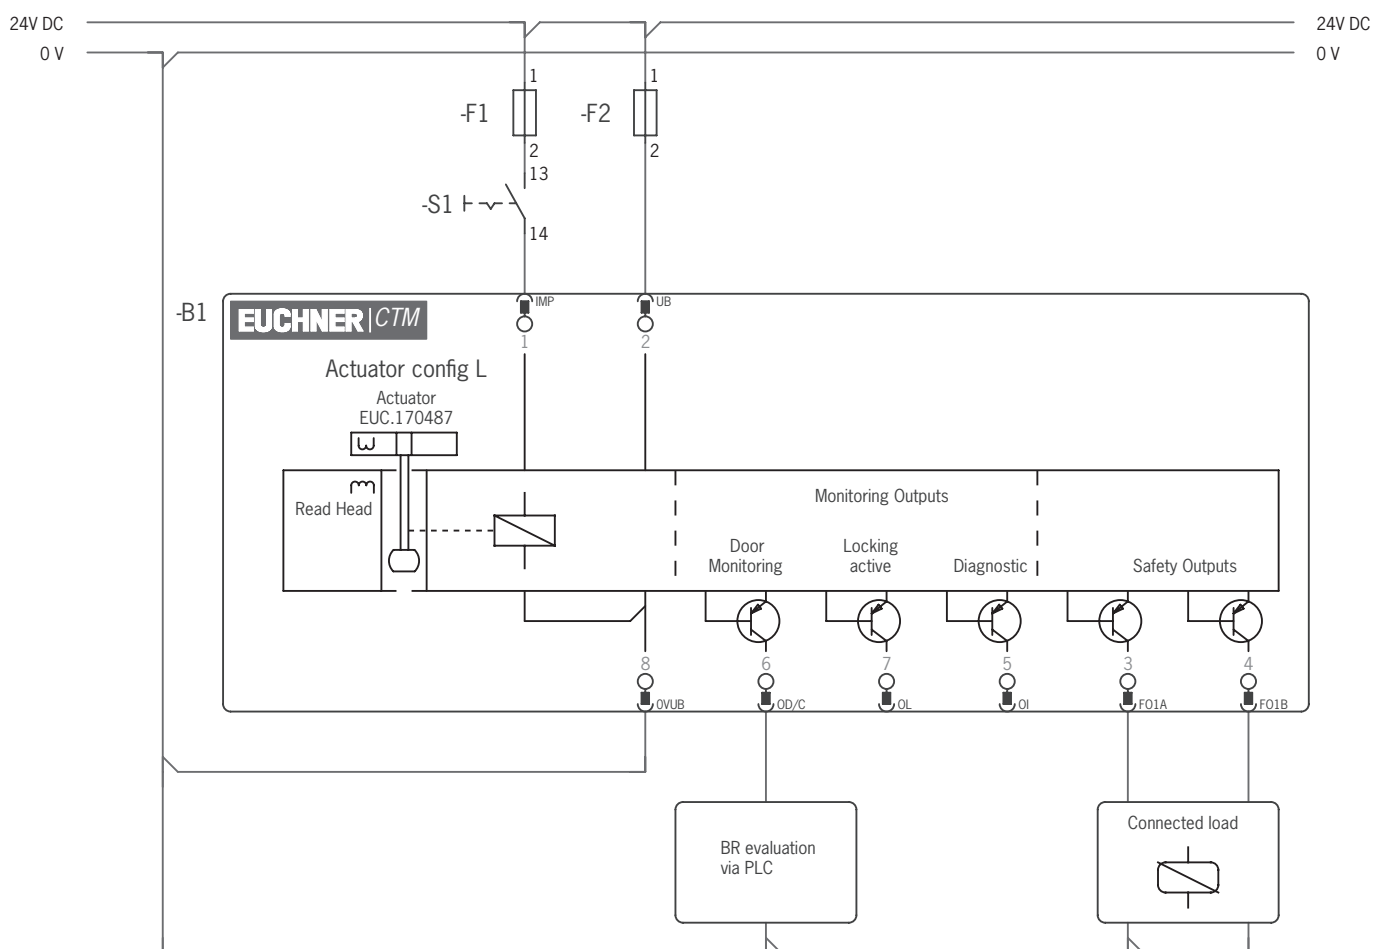 24V DC
24V DC
0 V
0 V
1
1
-F1
-F2
2
2
13
-S1
14
-B1
EUCHNER CTM
IMP
UB
1
2
Actuator config L
Actuator
EUC.170487
Read Head
Monitoring Outputs
Door
Monitoring
Locking
active
Diagnostic
Safety Outputs
8
6
7
5
3
4
0VUB
OD/C
OL
OI
FO1A
FO1B
BR evaluation
via PLC
Connected load